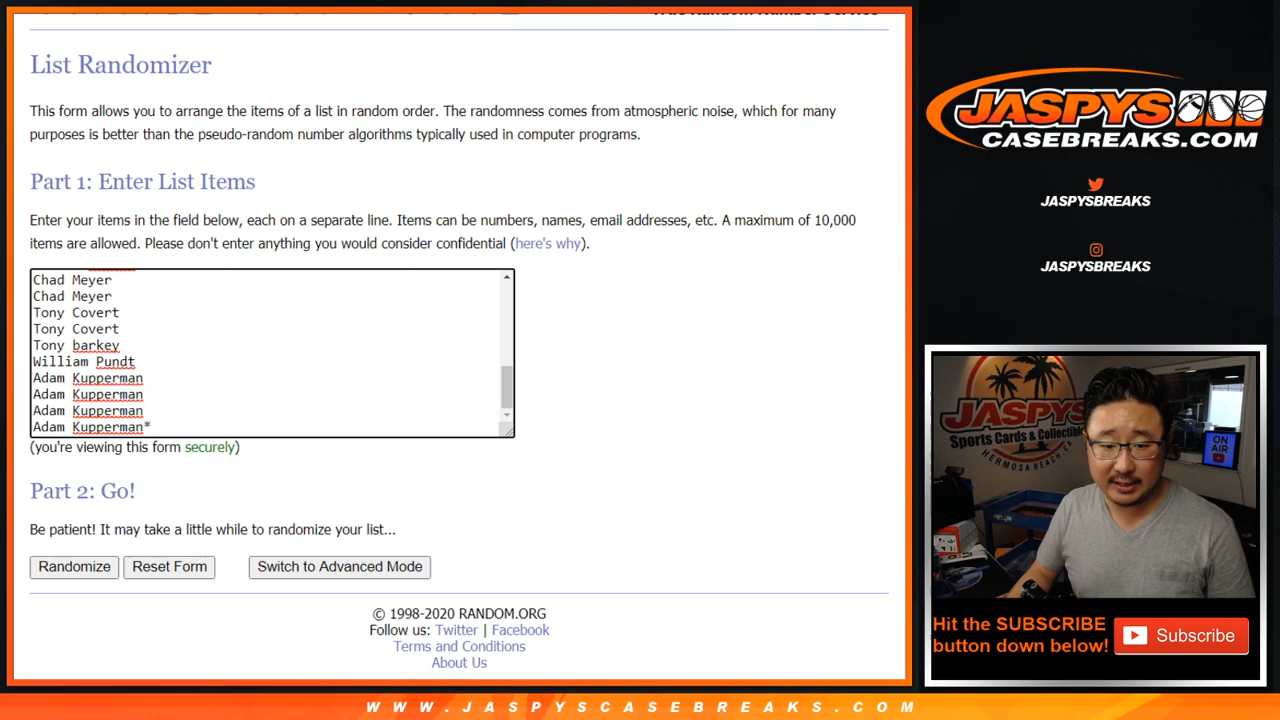 List Randomizer
This form allows you to arrange the items of a list in random order. The randomness comes from atmospheric noise, which for many
purposes is better than the pseudo-random number algorithms typically used in computer programs.
Part 1: Enter List Items
Enter your items in the field below, each on a separate line. Items can be numbers, names, email addresses, etc. A maximum of 10,000
items are allowed. Please don't enter anything you would consider confidential (here's why).
Chad Meyer
Chad Meyer
Tony Covert
Tony Covert
Tony barkey
William Pundt
Adam Kupperman
Adam Kupperman
Adam Kupperman
Adam Kupperman*
(you're viewing this form securely)
Part 2: Go!
Be patient! It may take a little while to randomize your list...
Randomize Reset Form Switch to Advanced Mode
© 1998-2020 RANDOM.ORG
Follow us: Twitter | Facebook
Terms and Conditions
About Us
JASPYS
CASEBREAKS.COM
JASPYSBREAKS
JASPYSBREAKS
JASPYS
Sports Cards & Collectibles
HERMOSA BEACH, CA
ON
AIR
Hit the SUBSCRIBE
button down below!
Subscribe
WWW.JASPYSCASEBREAKS.COM